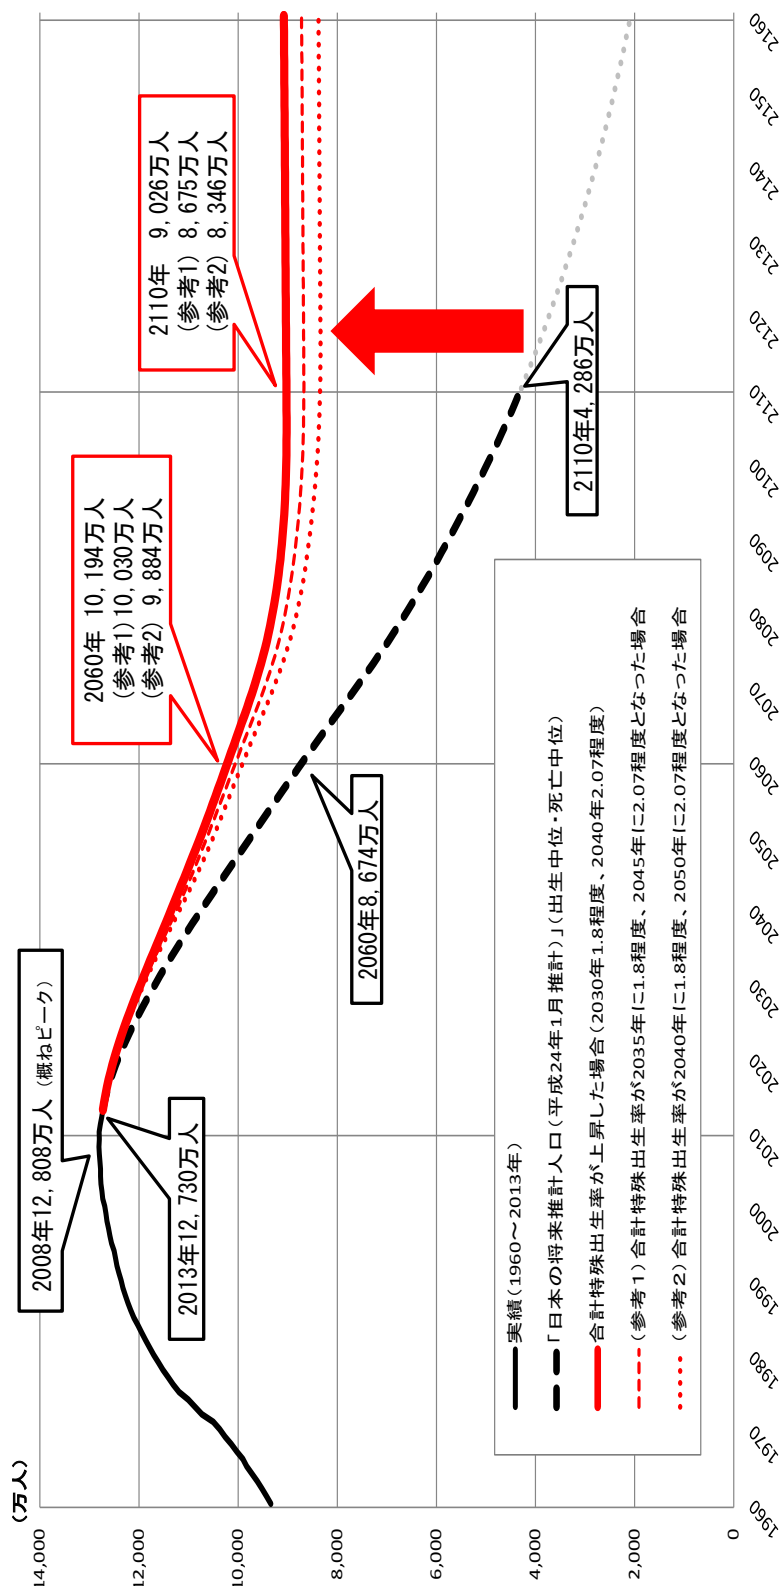 (万人)
14,000
12,000
10,000
8,000
6,000
4,000
2,000
0
2008年12,808万人 (概ねピーク)
2013年12,730万人
2060年 10,194万人
(参考1)10,030万人
(参考2) 9,884万人
2110年 9,026万人
(参考1) 8,675万人
(参考2) 8,346万人
2060年8,674万人
2110年4,286万人
実績(1960~2013年)
「日本の将来推計人口(平成24年1月推計)」(出生中位・死亡中位)
合計特殊出生率が上昇した場合(2030年1.8程度、2040年2.07程度)
(参考1)合計特殊出生率が2035年に1.8程度、2045年に2.07程度となった場合
(参考2)合計特殊出生率が2040年に1.8程度、2050年に2.07程度となった場合
1960 1970 1980 1990 2000 2010 2020 2030 2040 2050 2060 2070 2080 2090 2100 2110 2120 2130 2140 2150 2160